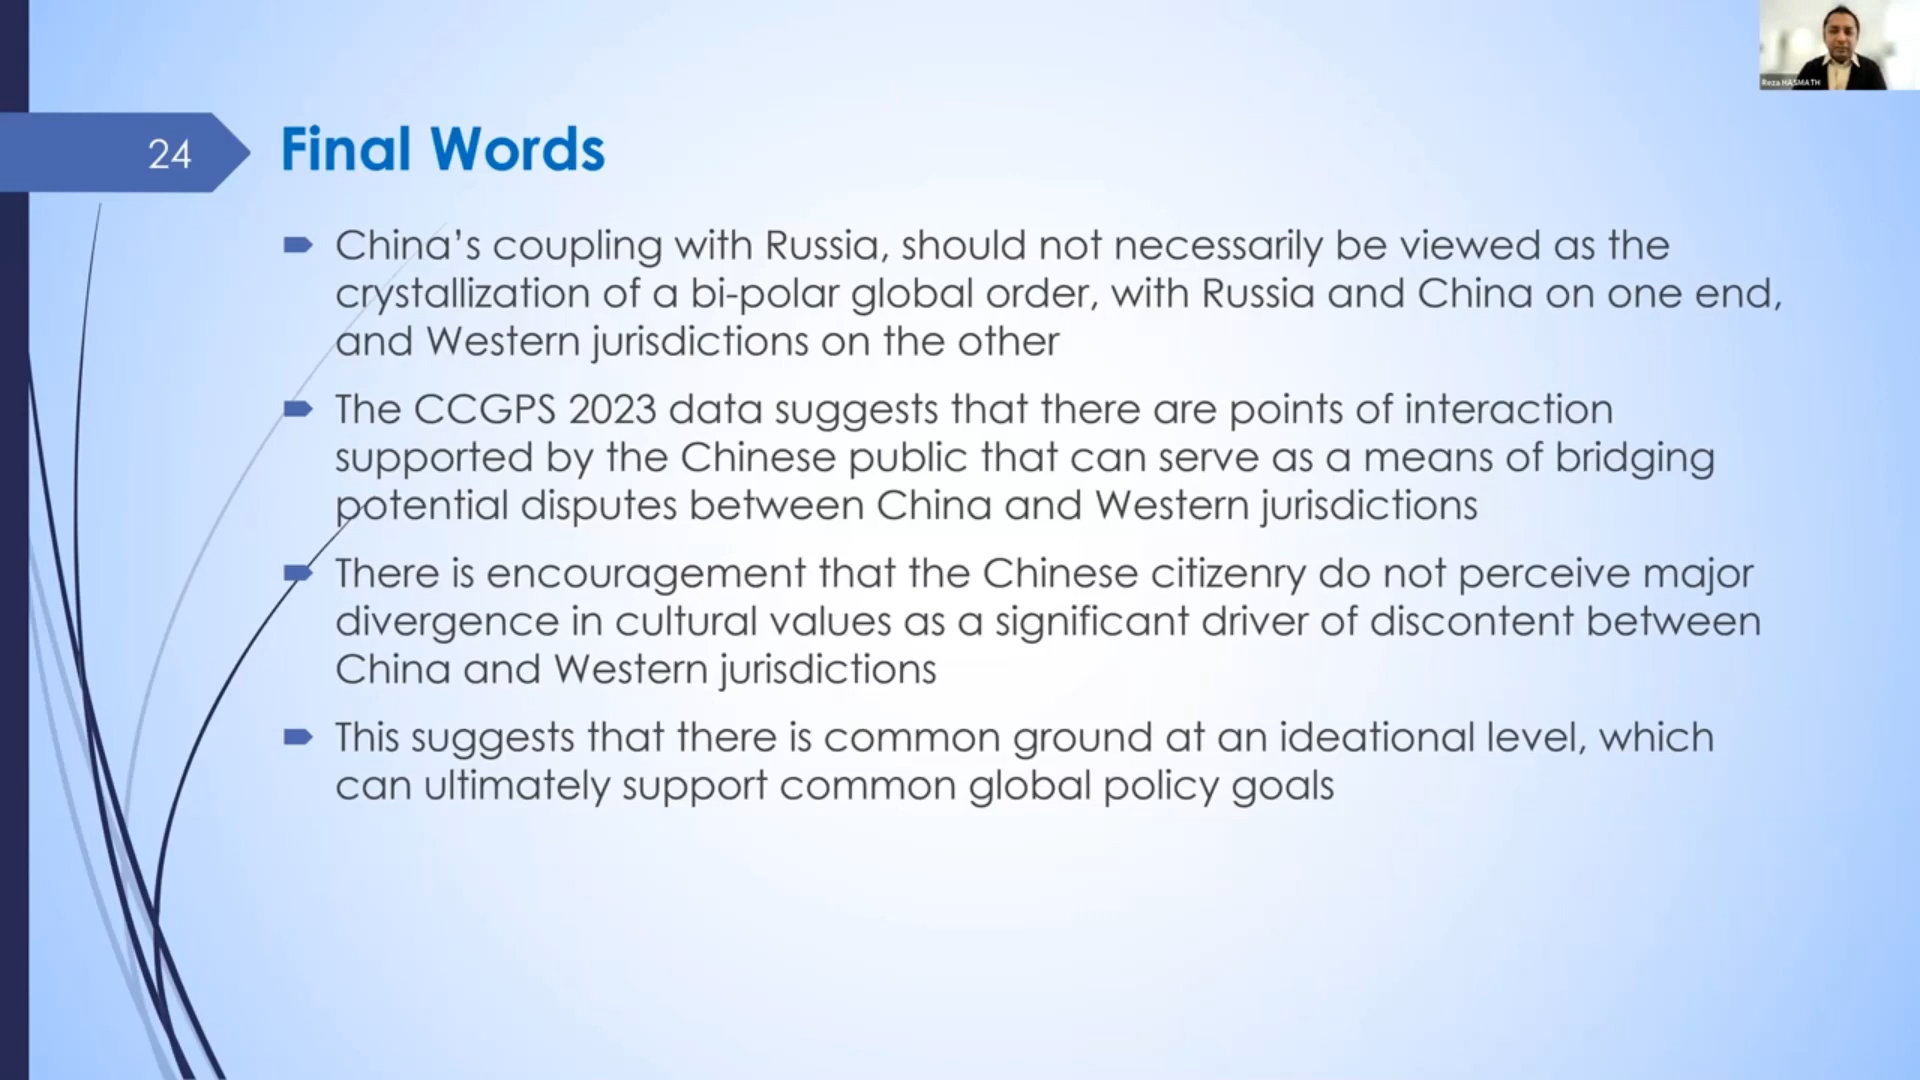 Reza HASMATH
24
Final Words
China's coupling with Russia, should not necessarily be viewed as the
crystallization of a bi-polar global order, with Russia and China on one end,
and Western jurisdictions on the other
The CCGPS 2023 data suggests that there are points of interaction
supported by the Chinese public that can serve as a means of bridging
potential disputes between China and Western jurisdictions
There is encouragement that the Chinese citizenry do not perceive major
divergence in cultural values as a significant driver of discontent between
China and Western jurisdictions
This suggests that there is common ground at an ideational level, which
can ultimately support common global policy goals